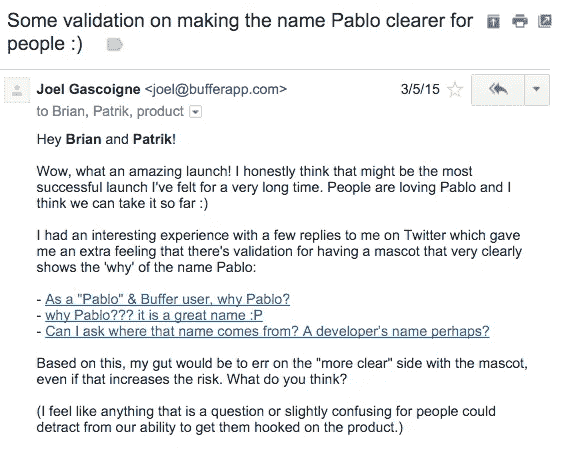 Some validation on making the name Pablo clearer for
people :)
Joel Gascoigne <joel@bufferapp.com>
3/5/15
to Brian, Patrik, product
Hey Brian and Patrik!
Wow, what an amazing launch! I honestly think that might be the most
successful launch I've felt for a very long time. People are loving Pablo and I
think we can take it so far :)
I had an interesting experience with a few replies to me on Twitter which gave
me an extra feeling that there's validation for having a mascot that very clearly
shows the 'why' of the name Pablo:
- As a "Pablo" & Buffer user, why Pablo?
- why Pablo??? it is a great name :P
- Can I ask where that name comes from? A developer's name perhaps?
Based on this, my gut would be to err on the "more clear" side with the mascot,
even if that increases the risk. What do you think?
(I feel like anything that is a question or slightly confusing for people could
detract from our ability to get them hooked on the product.)